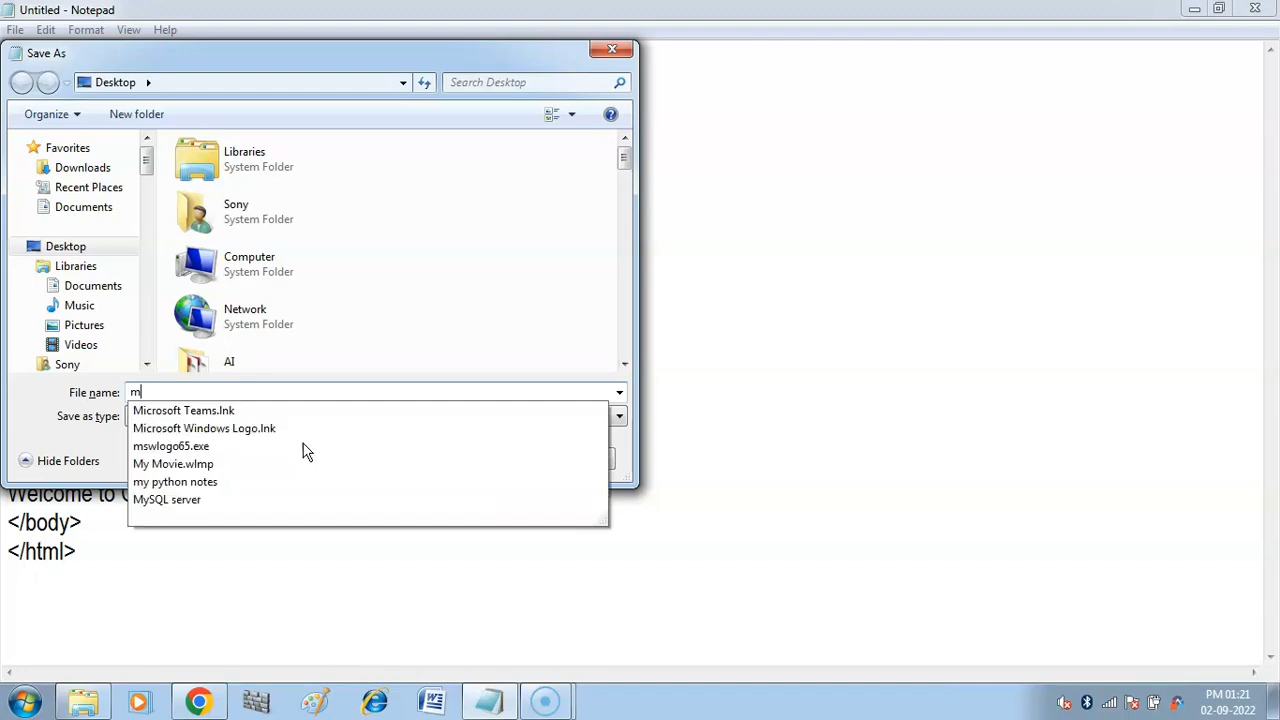 Untitled - Notepad
File Edit Format View Help
Save As
Desktop
Search Desktop
Organize
New folder
Favorites
Downloads
Recent Places
Documents
Desktop
Libraries
Documents
Music
Pictures
Videos
Sony
Libraries
System Folder
Sony
System Folder
Computer
System Folder
Network
System Folder
AI
File name: m
Save as type:
Microsoft Teams.lnk
Microsoft Windows Logo.lnk
mswlogo65.exe
My Movie.wlmp
my python notes
MySQL server
Hide Folders
Welcome to
</body>
</html>
PM 01:21
02-09-2022